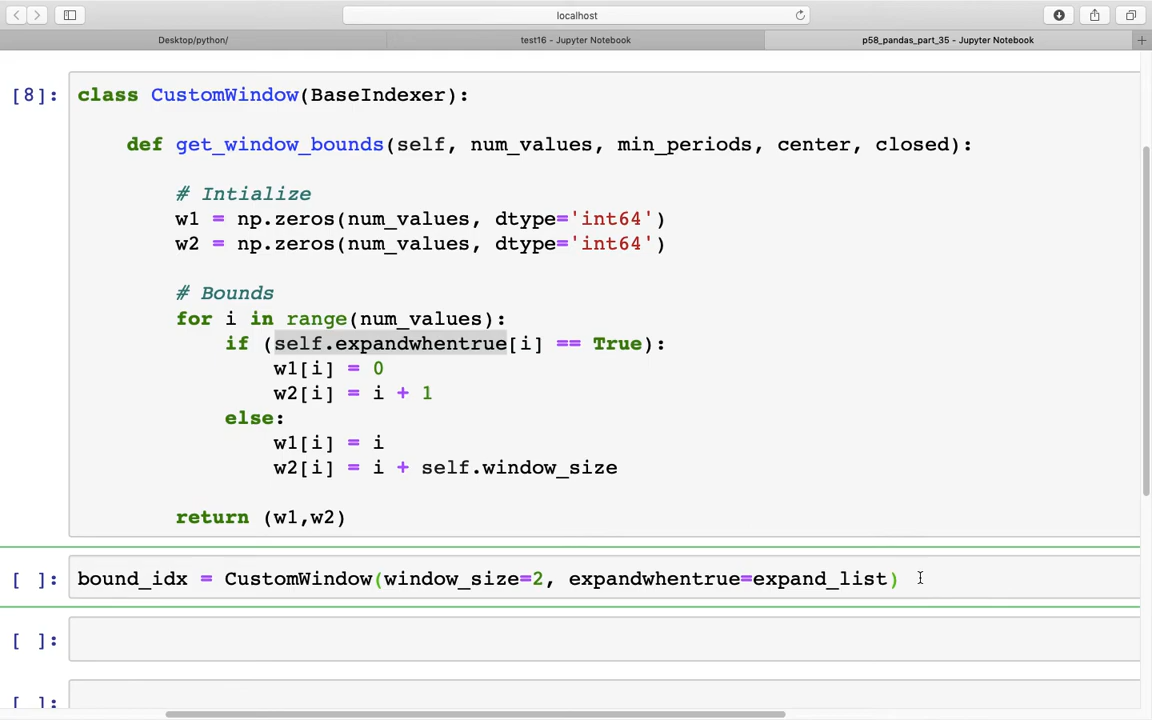 localhost
Desktop/python/
test16 - Jupyter Notebook
p58_pandas_part_35 - Jupyter Notebook
[8]:
class CustomWindow(BaseIndexer):
def get_window_bounds(self, num_values, min_periods, center, closed):
# Intialize
w1 = np.zeros(num_values, dtype='int64')
w2 = np.zeros(num_values, dtype='int64')
# Bounds
for i in range(num_values):
if (self.expandwhentrue[i] == True):
w1[i] = 0
w2[i] = i + 1
else:
w1[i] = i
w2[i] = i + self.window_size
return (w1,w2)
[ ]:
bound_idx = CustomWindow(window_size=2, expandwhentrue=expand_list)
[ ]:
[ ]: